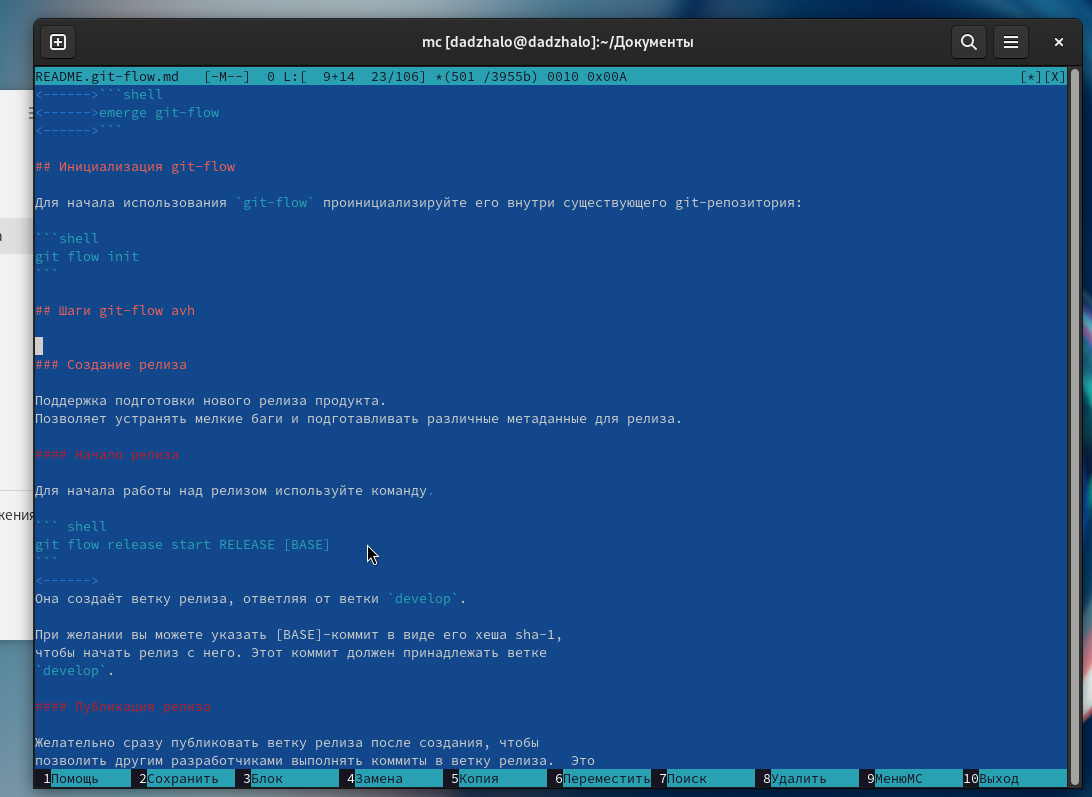 mc [dadzhalo@dadzhalo]:~/Документы
README.git-flow.md [-M--] 0 L:[ 9+14 23/106] *(501 /3955b) 0010 0x00A [*][X]
<------>```shell
<------>emerge git-flow
<------>```
## Инициализация git-flow
Для начала использования `git-flow` проинициализируйте его внутри существующего git-репозитория:
```shell
git flow init
```
## Шаги git-flow avh
### Создание релиза
Поддержка подготовки нового релиза продукта.
Позволяет устранять мелкие баги и подготавливать различные метаданные для релиза.
#### Начало релиза
Для начала работы над релизом используйте команду.
``` shell
git flow release start RELEASE [BASE]
```
<------>
Она создаёт ветку релиза, ответляя от ветки `develop`.
При желании вы можете указать [BASE]-коммит в виде его хеша sha-1,
чтобы начать релиз с него. Этот коммит должен принадлежать ветке
`develop`.
#### Публикация релиза
Желательно сразу публиковать ветку релиза после создания, чтобы
позволить другим разработчиками выполнять коммиты в ветку релиза. Это
1Помощь 2Сохранить 3Блок 4Замена 5Копия 6Переместить 7Поиск 8Удалить 9МенюMC 10Выход